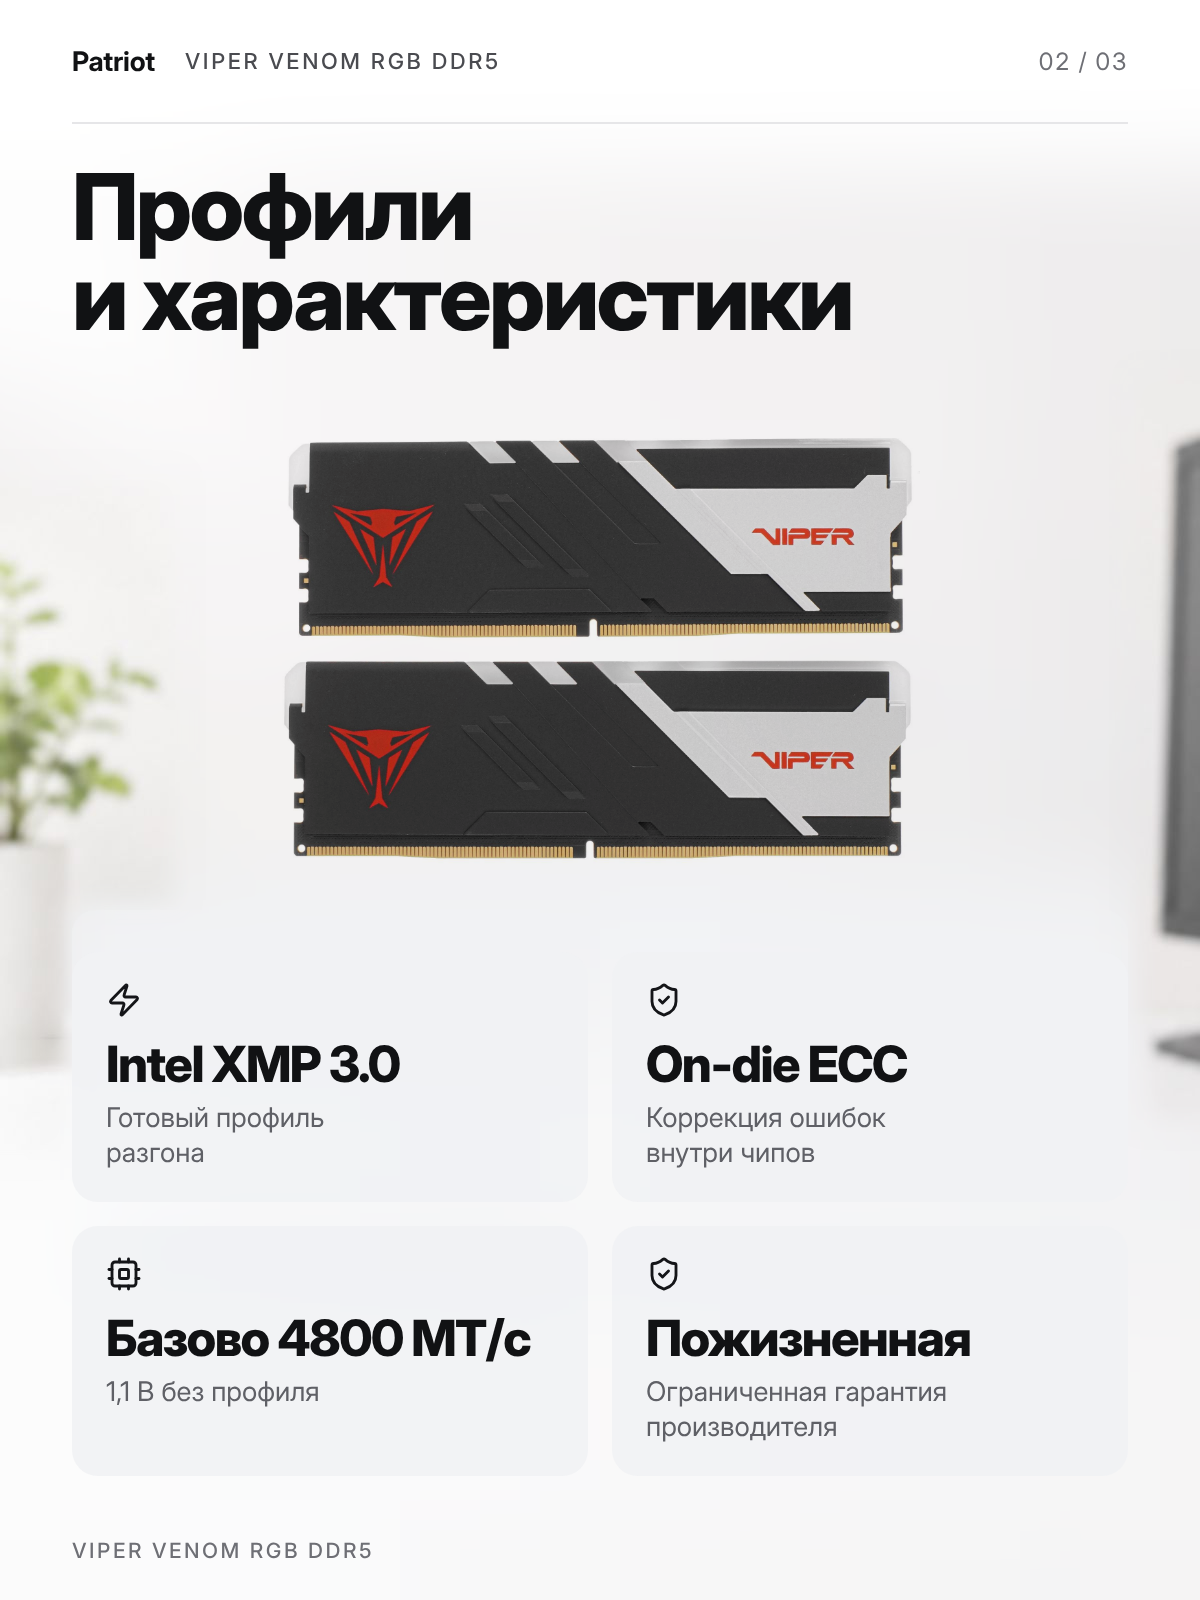 Patriot VIPER VENOM RGB DDR5 02 / 03
Профили
и характеристики
VIPER
VIPER
Intel XMP 3.0
Готовый профиль
разгона
On-die ECC
Коррекция ошибок
внутри чипов
Базово 4800 МТ/с
1,1 В без профиля
Пожизненная
Ограниченная гарантия
производителя
VIPER VENOM RGB DDR5